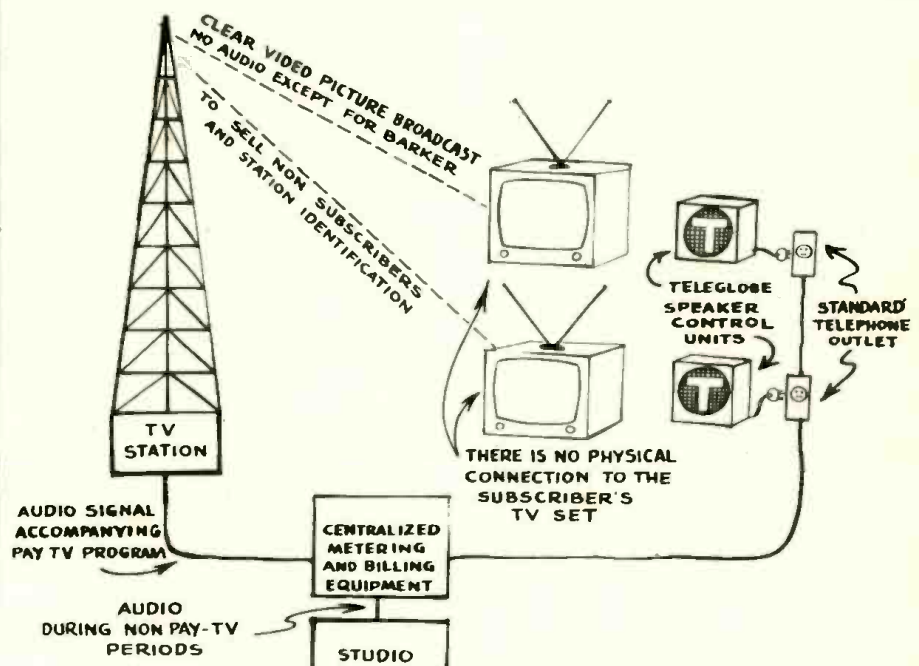 CLEAR VIDEO PICTURE BROADCAST
NO AUDIO EXCEPT FOR BARKER
TO SELL NON SUBSCRIBERS
AND STATION IDENTIFICATION
T
TELEGLOBE
SPEAKER
CONTROL
UNITS
STANDARD
TELEPHONE
OUTLET
T
TV
STATION
THERE IS NO PHYSICAL
CONNECTION TO THE
SUBSCRIBER'S
TV SET
AUDIO SIGNAL
ACCOMPANYING
PAY TV PROGRAM
CENTRALIZED
METERING
AND BILLING
EQUIPMENT
AUDIO
DURING NON PAY-TV
PERIODS
STUDIO